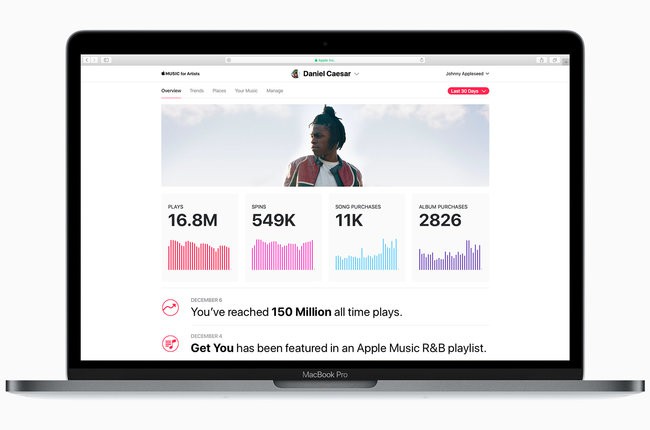 MUSIC for Artists
Daniel Caesar
Johnny Appleseed
Overview Trends Places Your Music Manage
Last 30 Days
PLAYS
16.8M
SPINS
549K
SONG PURCHASES
11K
ALBUM PURCHASES
2826
DECEMBER 6
You've reached 150 Million all time plays.
DECEMBER 4
Get You has been featured in an Apple Music R&B playlist.
MacBook Pro